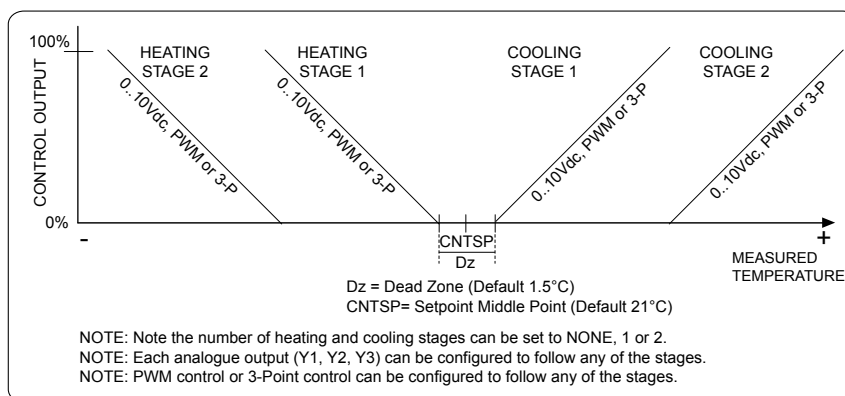 100%
HEATING
STAGE 2
HEATING
STAGE 1
COOLING
STAGE 1
COOLING
STAGE 2
CONTROL OUTPUT
0..10Vdc, PWM or 3-P
0..10Vdc, PWM or 3-P
0..10Vdc, PWM or 3-P
0..10Vdc, PWM or 3-P
0%
-
CNTSP
+
Dz
MEASURED
TEMPERATURE
Dz = Dead Zone (Default 1.5°C)
CNTSP= Setpoint Middle Point (Default 21°C)
NOTE: Note the number of heating and cooling stages can be set to NONE, 1 or 2.
NOTE: Each analogue output (Y1, Y2, Y3) can be configured to follow any of the stages.
NOTE: PWM control or 3-Point control can be configured to follow any of the stages.